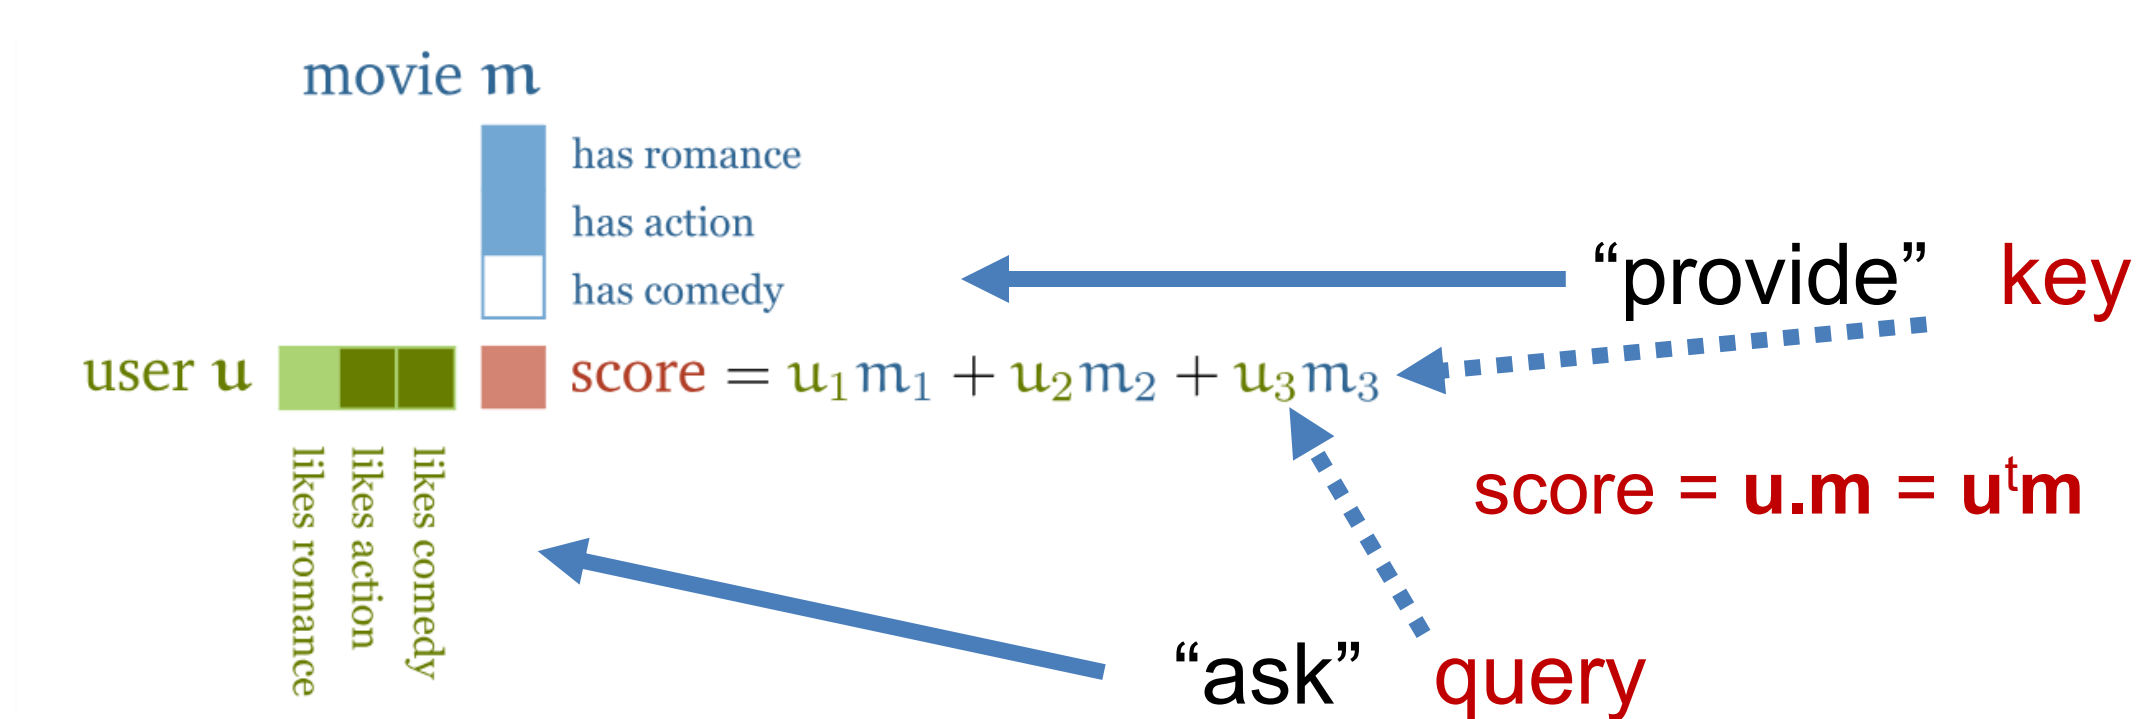 movie m
has romance
has action
has comedy
“provide” key
user u
score = u₁m₁ + u₂m₂ + u₃m₃
likes romance
likes action
likes comedy
score = u.m = uᵗm
“ask” query